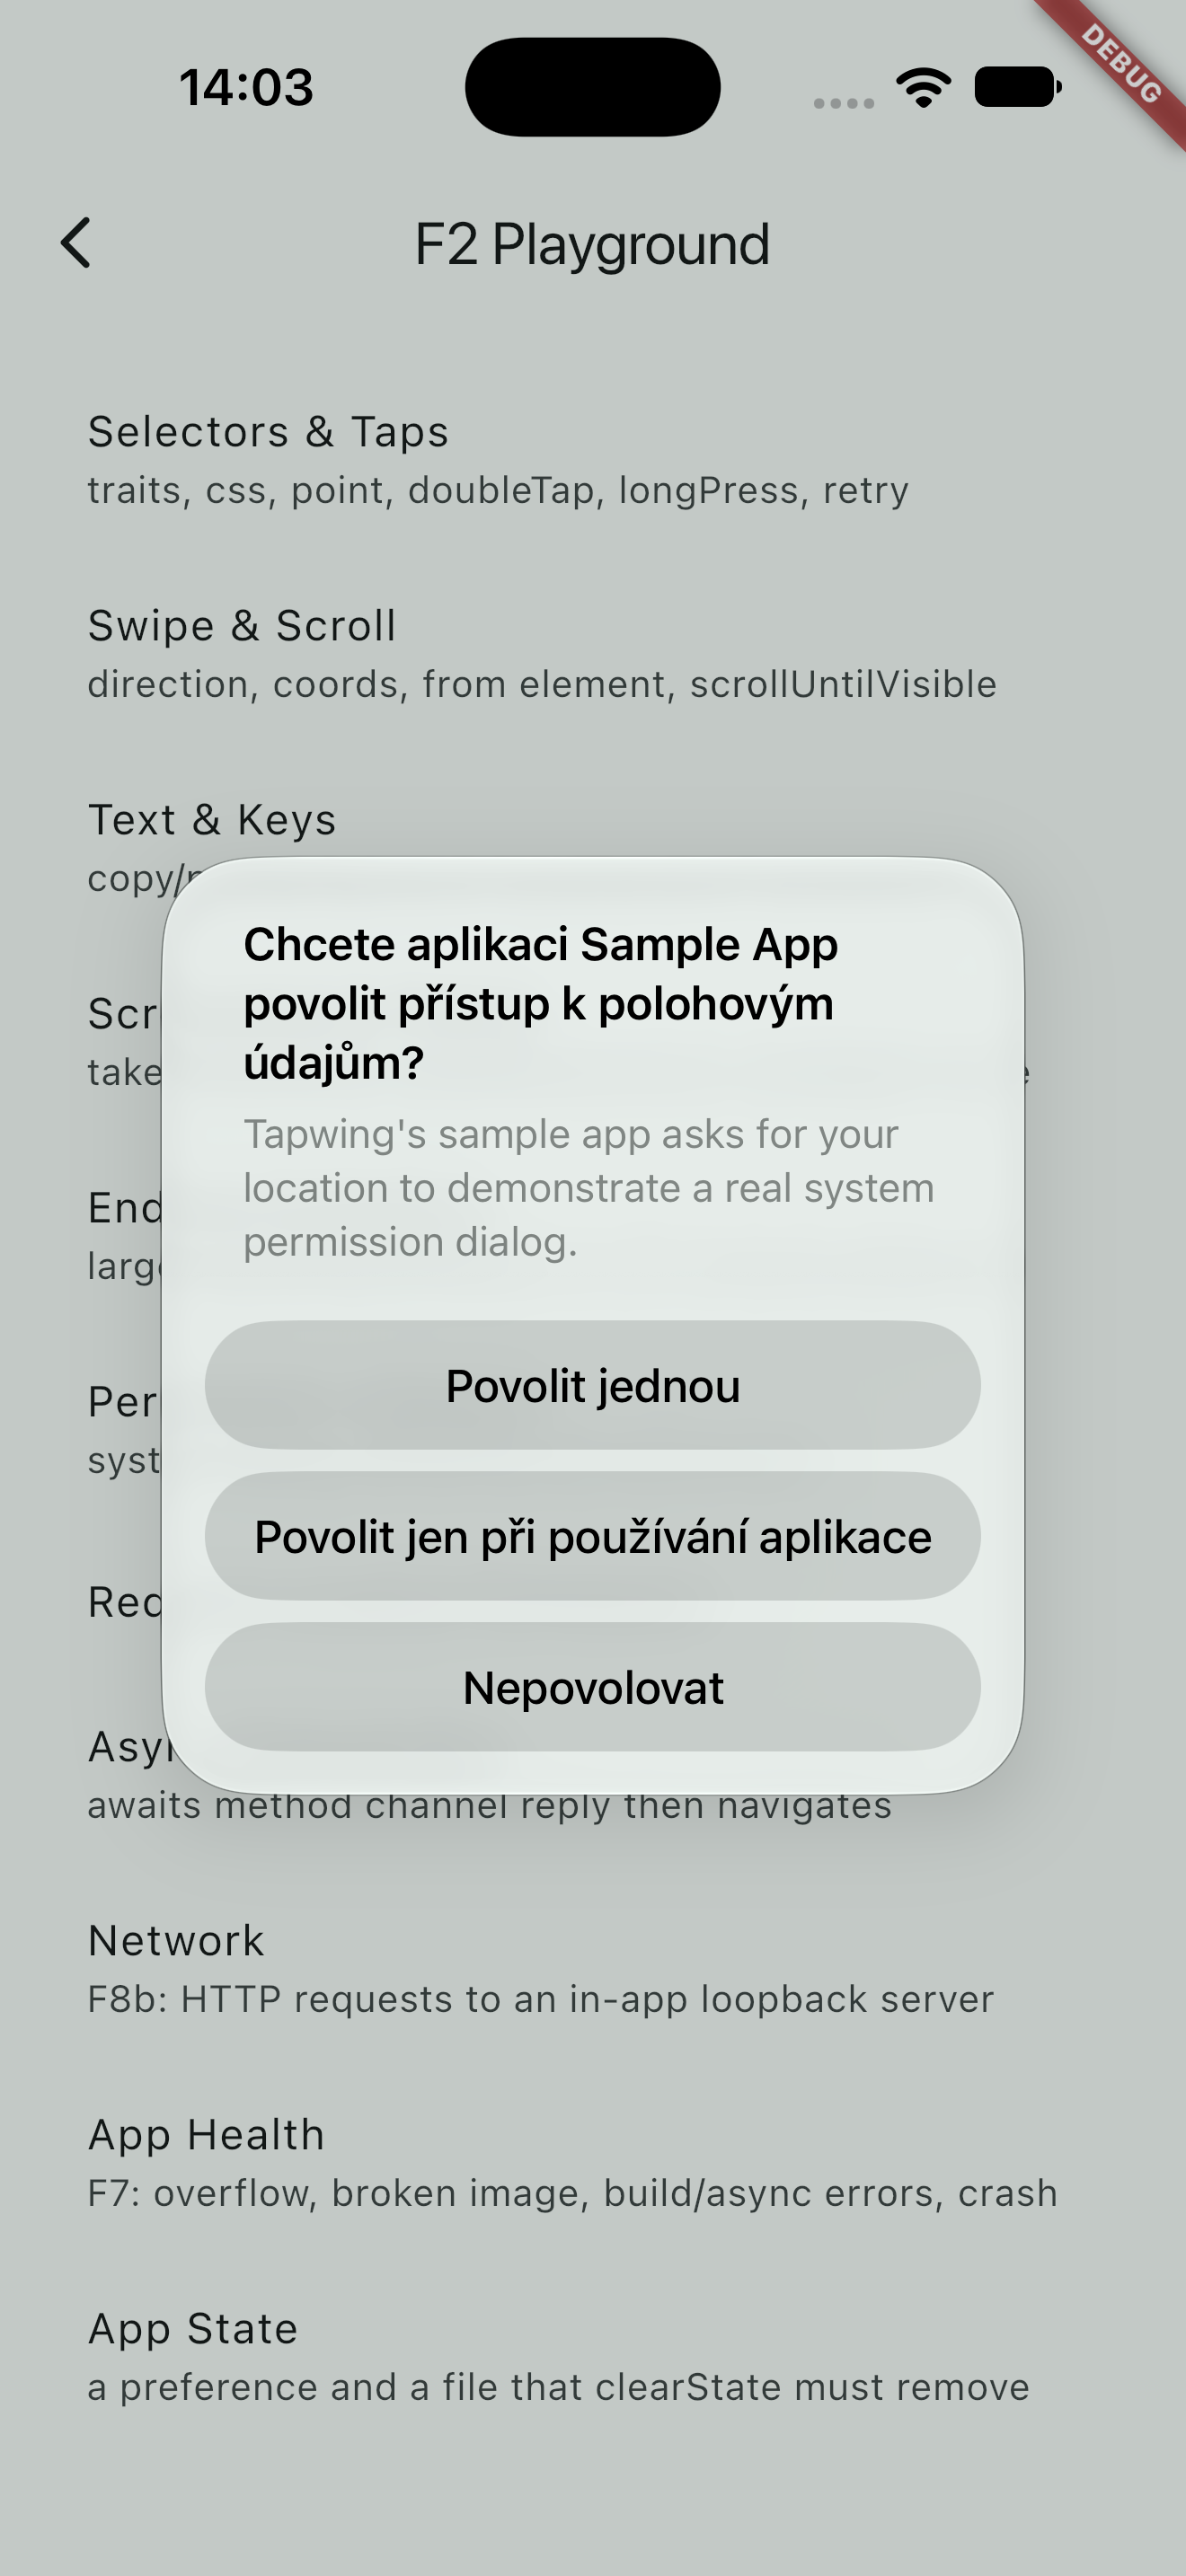 14:03
DEBUG
F2 Playground
Selectors & Taps
traits, css, point, doubleTap, longPress, retry
Swipe & Scroll
direction, coords, from element, scrollUntilVisible
Text & Keys
Chcete aplikaci Sample App
povolit přístup k polohovým
údajům?
Tapwing's sample app asks for your
location to demonstrate a real system
permission dialog.
Povolit jednou
Povolit jen při používání aplikace
Nepovolovat
awaits method channel reply then navigates
Network
F8b: HTTP requests to an in-app loopback server
App Health
F7: overflow, broken image, build/async errors, crash
App State
a preference and a file that clearState must remove